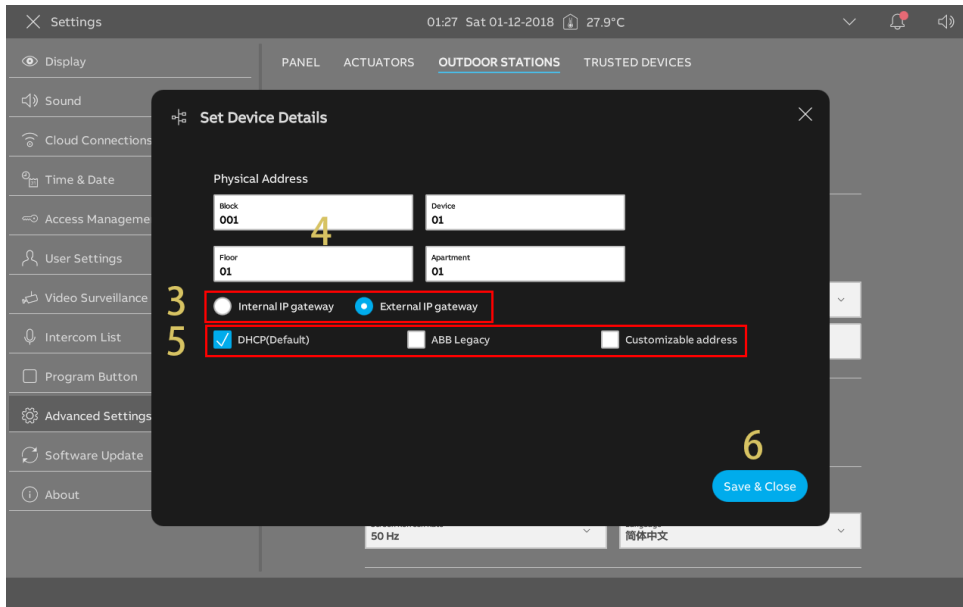 Settings
01:27 Sat 01-12-2018 27.9°C
Display
PANEL ACTUATORS OUTDOOR STATIONS TRUSTED DEVICES
Sound
Set Device Details
Cloud Connections
Time & Date
Physical Address
Access Manageme
Block
001
Device
01
4
User Settings
Floor
01
Apartment
01
Video Surveillance
3
Internal IP gateway External IP gateway
Intercom List
5
DHCP(Default) ABB Legacy Customizable address
Program Button
Advanced Settings
6
Software Update
Save & Close
About
50 Hz
简体中文